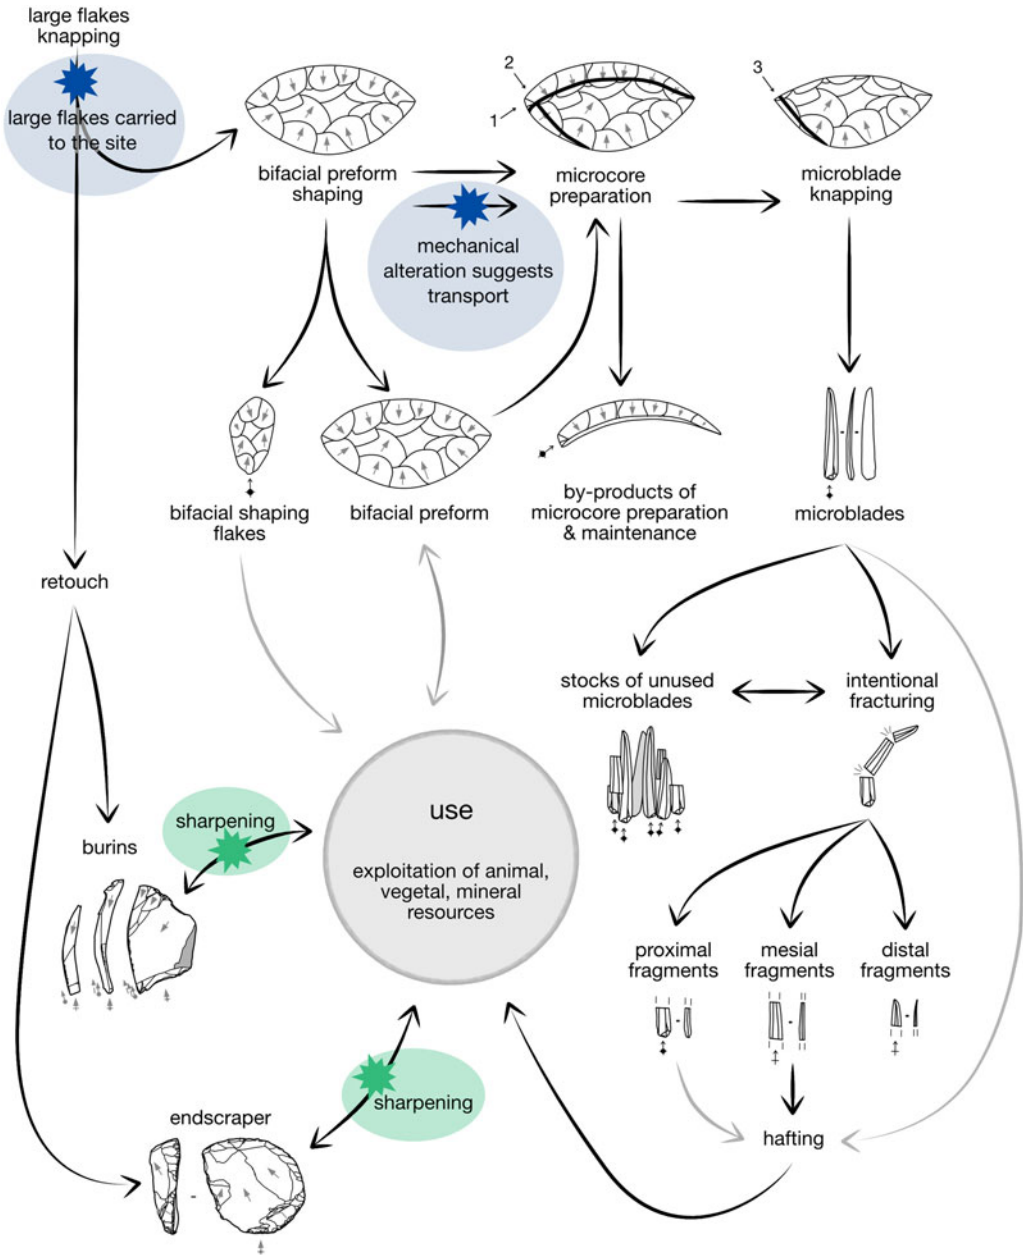 large flakes
knapping
large flakes carried
to the site
bifacial preform
shaping
2
1
microcore
preparation
3
microblade
knapping
mechanical
alteration suggests
transport
bifacial shaping
flakes
bifacial preform
by-products of
microcore preparation
& maintenance
microblades
retouch
stocks of unused
microblades
intentional
fracturing
burins
sharpening
use
exploitation of animal,
vegetal, mineral
resources
proximal
fragments
mesial
fragments
distal
fragments
sharpening
endscraper
hafting